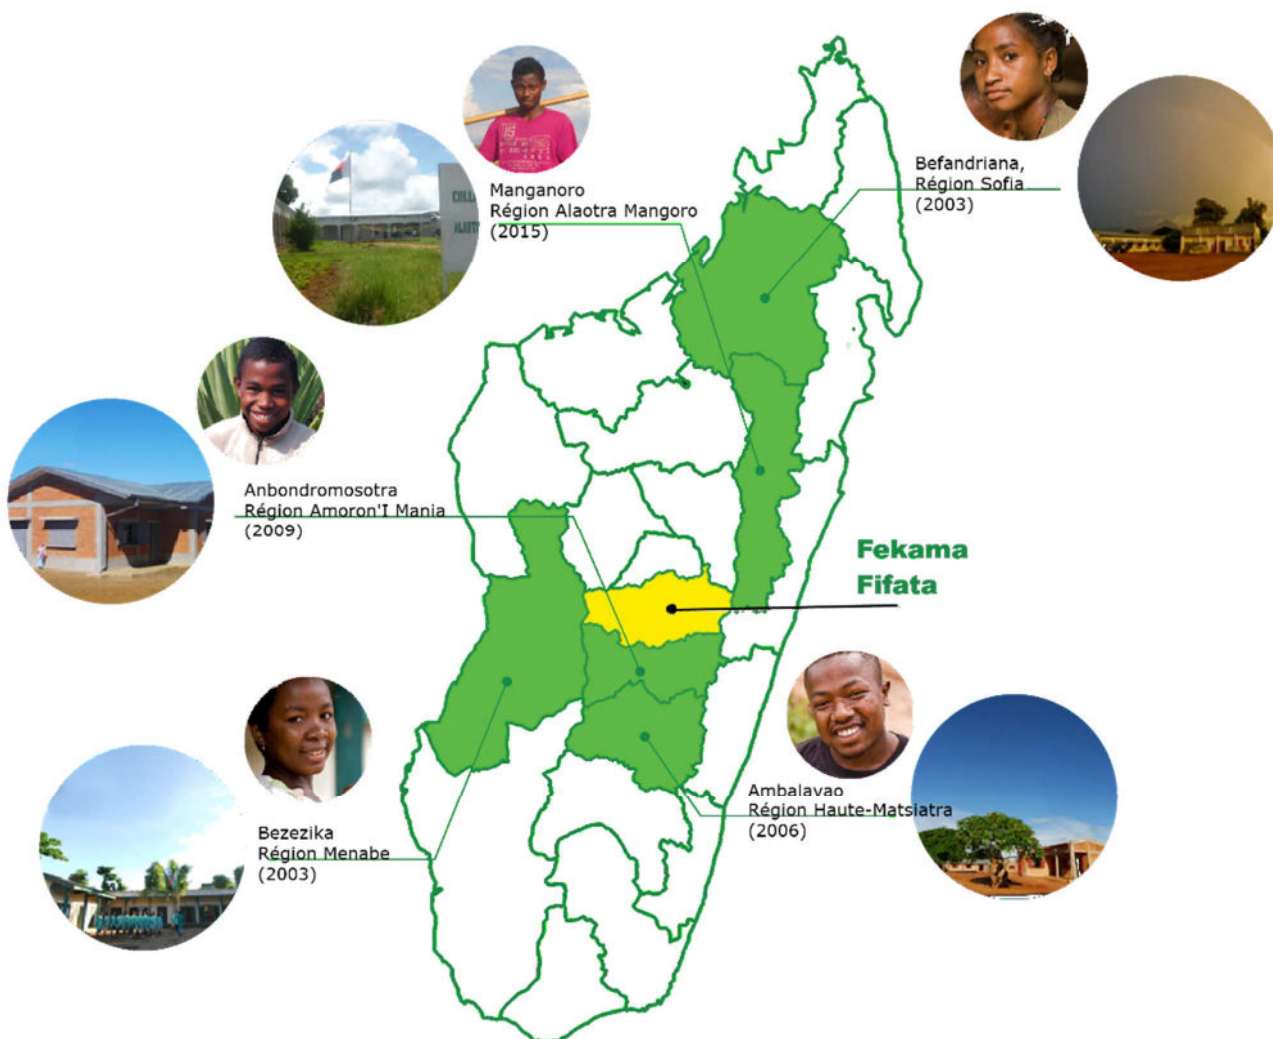 Manganoro
Région Alaotra Mangoro
(2015)
Befandriana,
Région Sofia
(2003)
Anbondromosotra
Région Amoron'I Mania
(2009)
Fekama
Fifata
Bezezika
Région Menabe
(2003)
Ambalavao
Région Haute-Matsiatra
(2006)